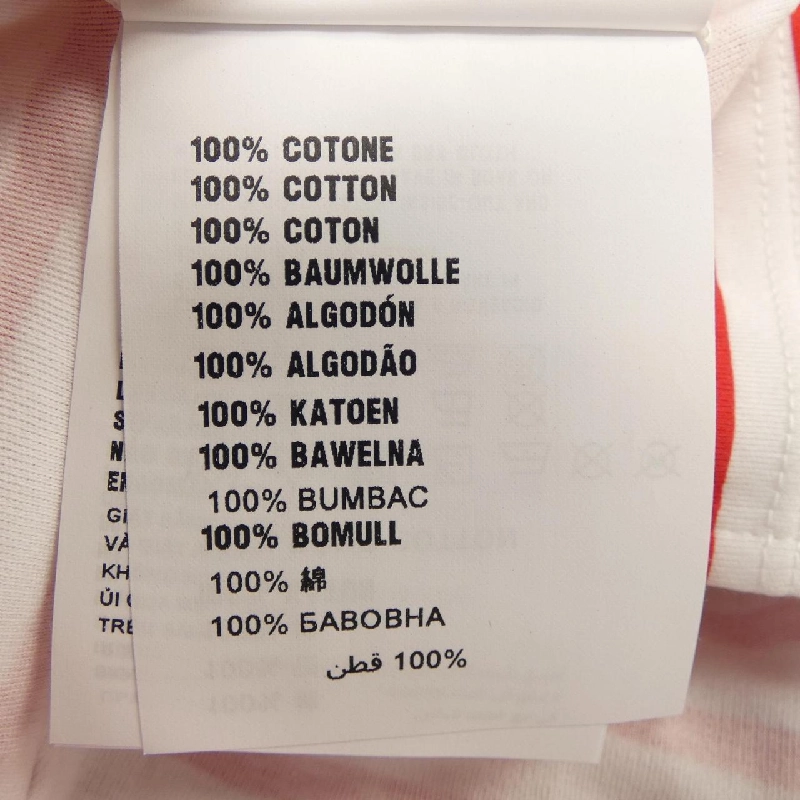 100% COTONE
100% COTTON
100% COTON
100% BAUMWOLLE
100% ALGODÓN
100% ALGODÃO
100% KATOEN
100% BAWELNA
100% BUMBAC
100% BOMULL
100% 綿
100% БАВОВНА
100% قطن